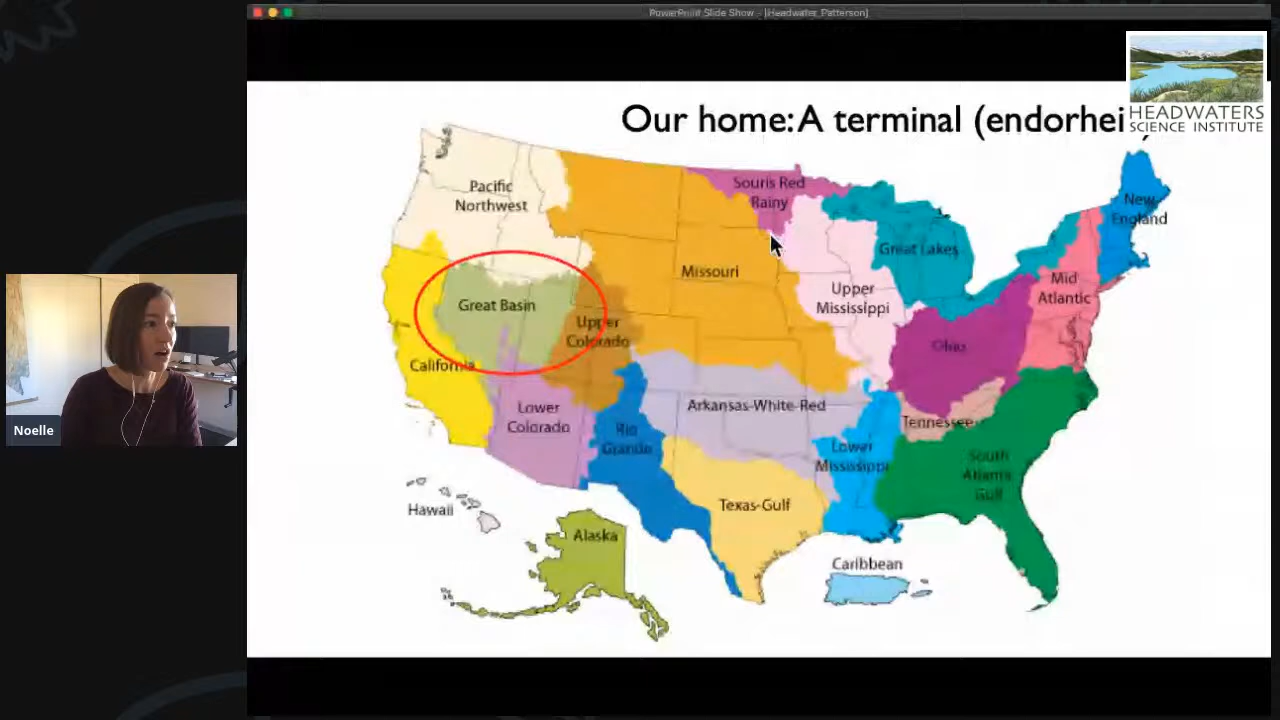 PowerPoint Slide Show - [Headwater_Patterson]
HEADWATERS
SCIENCE INSTITUTE
Our home: A terminal (endorhei
Pacific
Northwest
Souris Red
Rainy
New
England
Great Lakes
Missouri
Mid
Atlantic
Upper
Mississippi
Great Basin
Upper
Colorado
Ohio
California
Lower
Colorado
Arkansas-White-Red
Tennessee
Rio
Grande
Lower
Mississippi
South
Atlantic
Gulf
Texas-Gulf
Hawaii
Alaska
Caribbean
Noelle